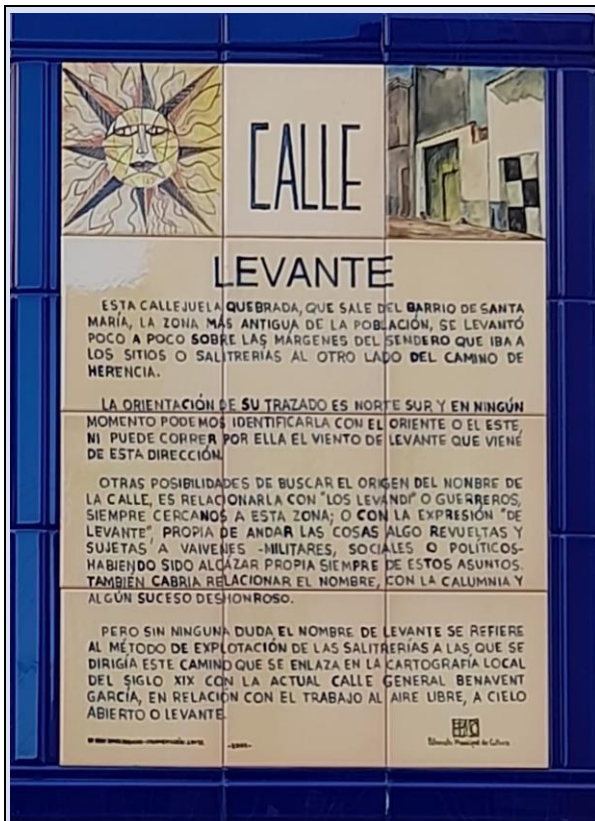 CALLE
LEVANTE
ESTA CALLEJUELA QUEBRADA, QUE SALE DEL BARRIO DE SANTA
MARÍA, LA ZONA MÁS ANTIGUA DE LA POBLACIÓN, SE LEVANTÓ
POCO A POCO SOBRE LAS MÁRGENES DEL SENDERO QUE IBA A
LOS SITIOS O SALITRERÍAS AL OTRO LADO DEL CAMINO DE
HERENCIA.
LA ORIENTACIÓN DE SU TRAZADO ES NORTE SUR Y EN NINGÚN
MOMENTO PODEMOS IDENTIFICARLA CON EL ORIENTE O EL ESTE,
NI PUEDE CORRER POR ELLA EL VIENTO DE LEVANTE QUE VIENE
DE ESTA DIRECCIÓN.
OTRAS POSIBILIDADES DE BUSCAR EL ORIGEN DEL NONBRE DE
LA CALLE, ES RELACIONARLA CON "LOS LEVANDI" O GUERREROS,
SIEMPRE CERCANOS A ESTA ZONA; O CON LA EXPRESIÓN "DE
LEVANTE", PROPIA DE ANDAR LAS COSAS ALGO REVUELTAS Y
SUJETAS A VAIVENES -MILITARES, SOCIALES O POLÍTICOS-
HABIENDO SIDO ALCÁZAR PROPIA SIEMPRE DE ESTOS ASUNTOS.
TAMBIÉN CABRIA RELACIONAR EL NOMBRE, CON LA CALUMNIA Y
ALGÚN SUCESO DESHONROSO.
PERO SIN NINGUNA DUDA EL NOMBRE DE LEVANTE SE REFIERE
AL MÉTODO DE EXPLOTACIÓN DE LAS SALITRERÍAS A LAS, QUE SE
DIRIGÍA ESTE CAMINO QUE SE ENLAZA EN LA CARTOGRAFÍA LOCAL
DEL SIGLO XIX CON LA ACTUAL CALLE GENERAL BENAVENT
GARCÍA, EN RELACIÓN CON EL TRABAJO AL AIRE LIBRE, A CIELO
ABIERTO O LEVANTE.
Patronato Municipal de Cultura